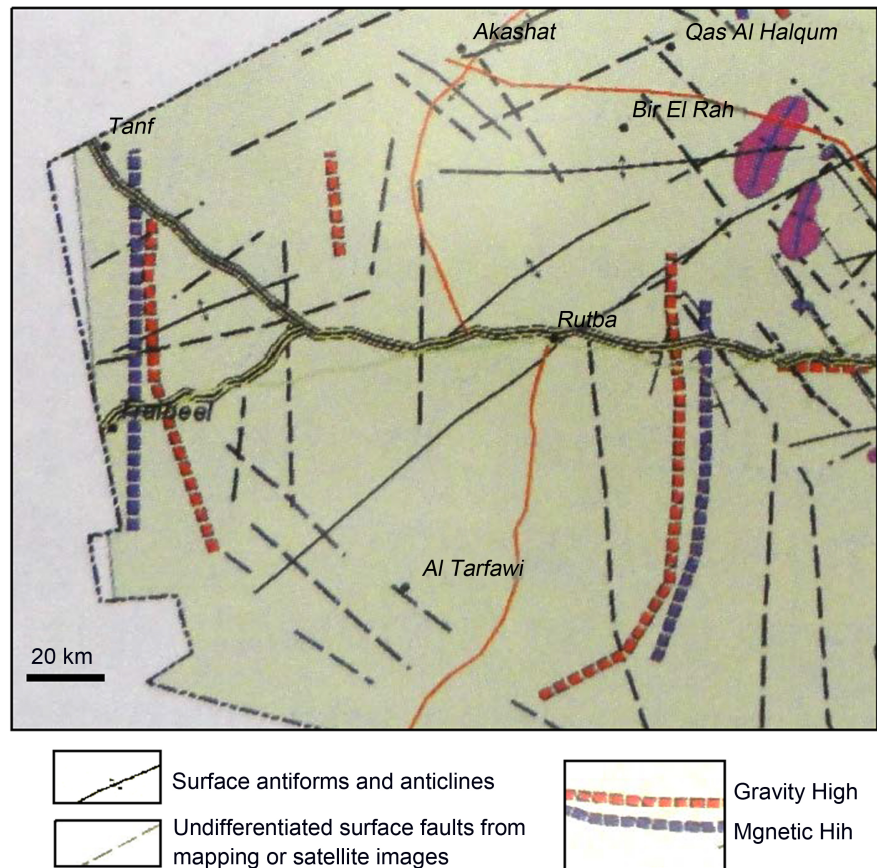 Akashat
Qas Al Halqum
Bir El Rah
Tanf
Rutba
Traibeel
Al Tarfawi
20 km
Surface antiforms and anticlines
Undifferentiated surface faults from
mapping or satellite images
Gravity High
Mgnetic Hih